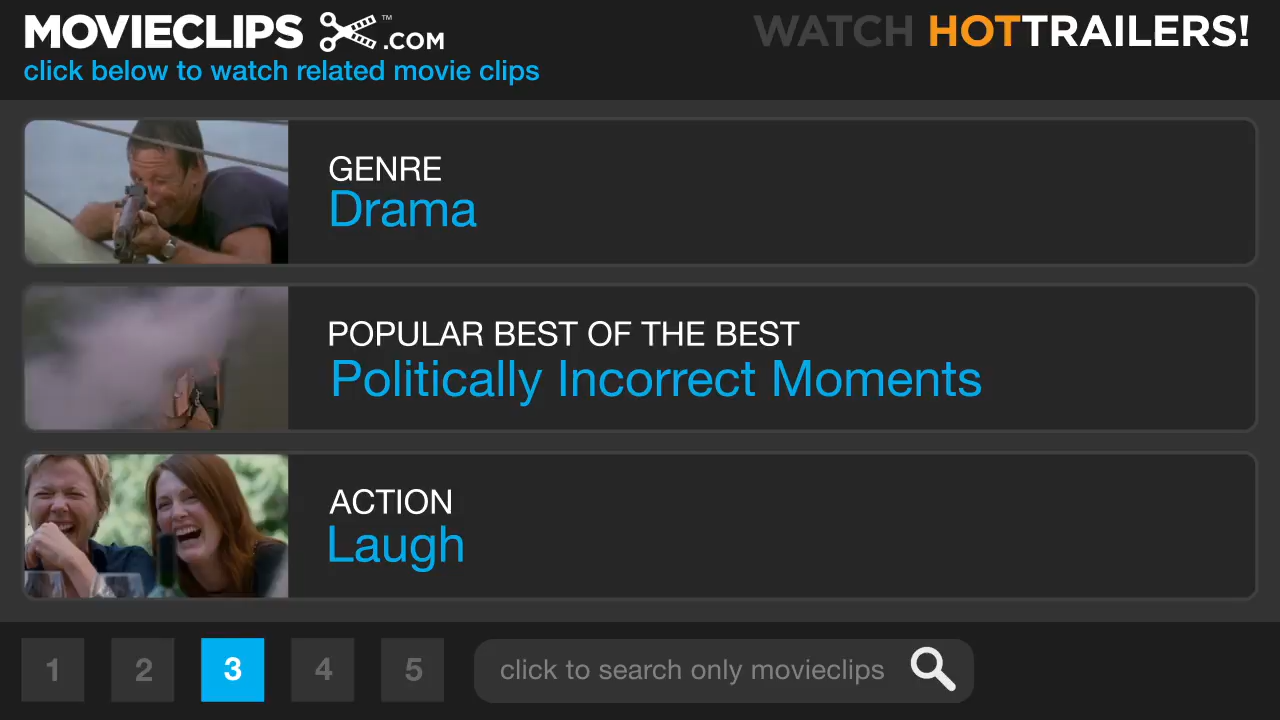 MOVIECLIPS ™ .COM
WATCH HOTTRAILERS!
click below to watch related movie clips
GENRE
Drama
POPULAR BEST OF THE BEST
Politically Incorrect Moments
ACTION
Laugh
1 2 3 4 5 click to search only movieclips